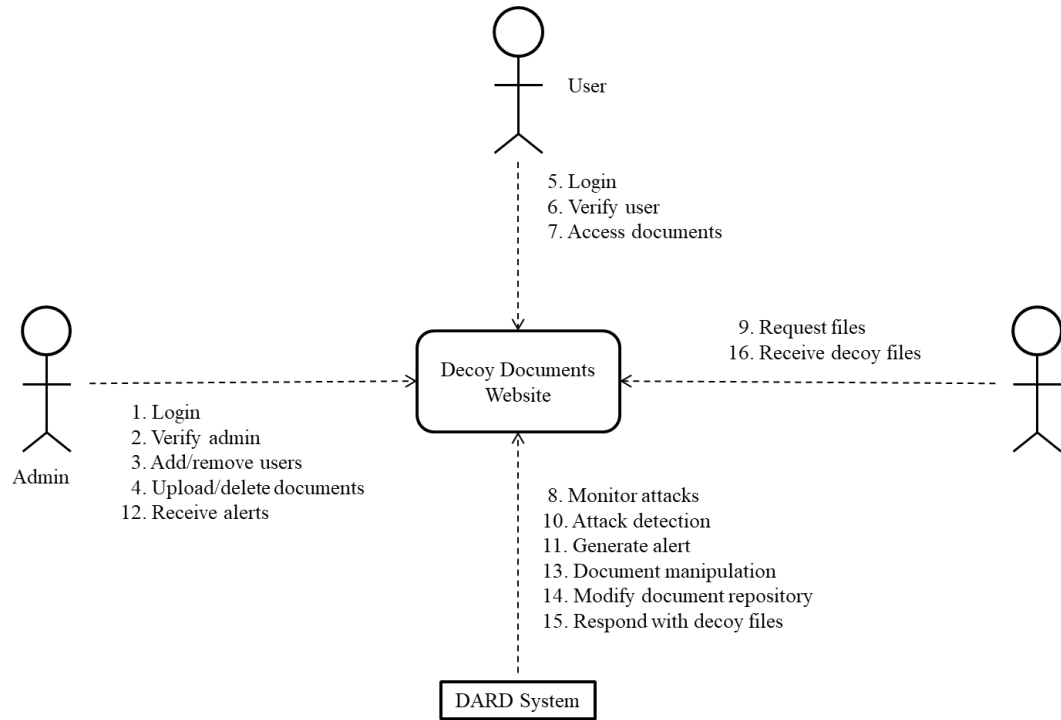 User
5. Login
6. Verify user
7. Access documents
9. Request files
16. Receive decoy files
Decoy Documents
Website
Admin
1. Login
2. Verify admin
3. Add/remove users
4. Upload/delete documents
12. Receive alerts
8. Monitor attacks
10. Attack detection
11. Generate alert
13. Document manipulation
14. Modify document repository
15. Respond with decoy files
DARD System